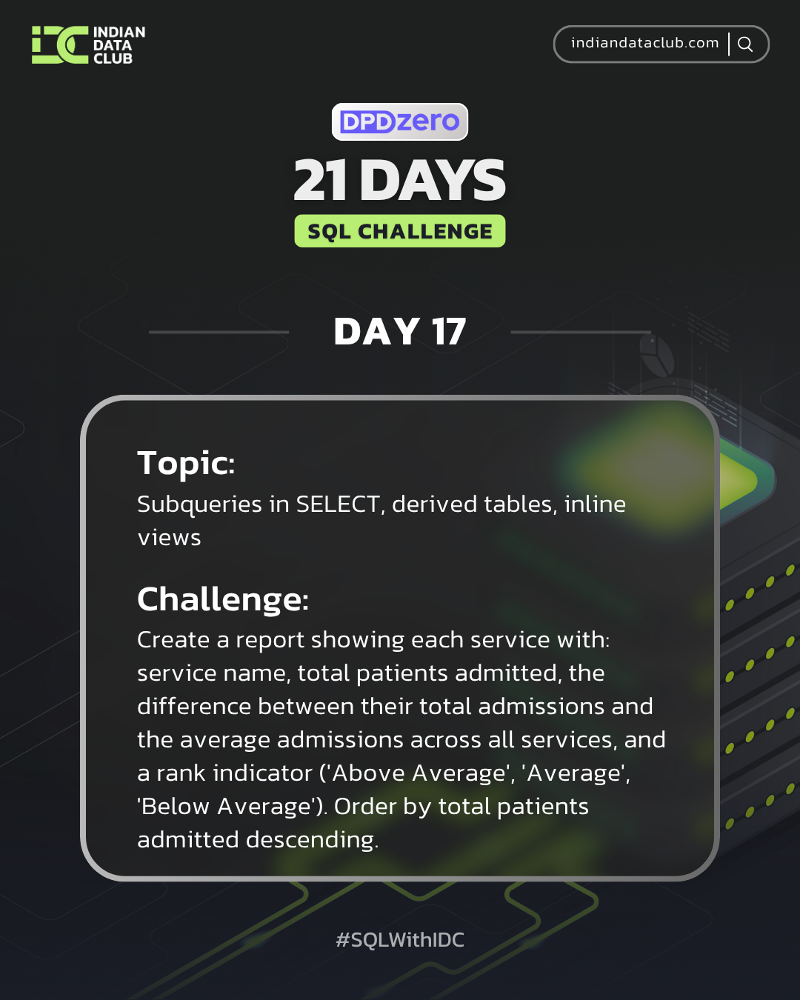 INDIAN
DATA
CLUB
indiandataclub.com
DPDzero
21 DAYS
SQL CHALLENGE
DAY 17
Topic:
Subqueries in SELECT, derived tables, inline
views
Challenge:
Create a report showing each service with:
service name, total patients admitted, the
difference between their total admissions and
the average admissions across all services, and
a rank indicator ('Above Average', 'Average',
'Below Average'). Order by total patients
admitted descending.
#SQLWithIDC